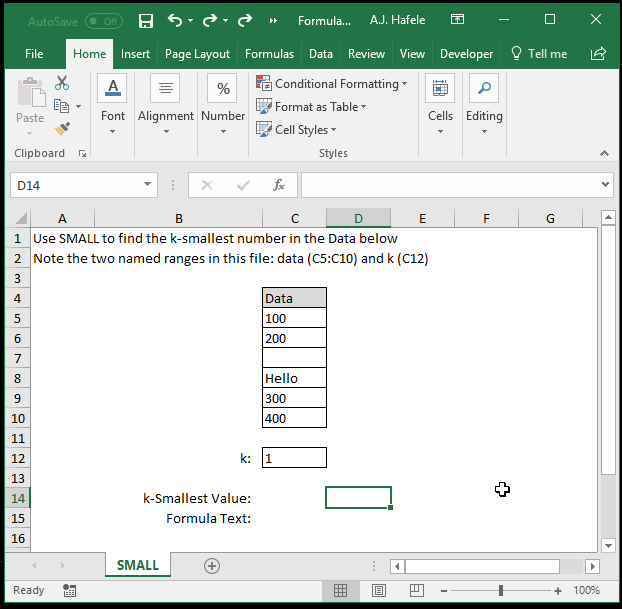 AutoSave Off Formula... A.J. Hafele
File Home Insert Page Layout Formulas Data Review View Developer Tell me
Paste
Clipboard
A
Font
Alignment
%
Number
Conditional Formatting
Format as Table
Cell Styles
Styles
Cells
Editing
D14 fx
A B C D E F G
1 Use SMALL to find the k-smallest number in the Data below
2 Note the two named ranges in this file: data (C5:C10) and k (C12)
3
4 Data
5 100
6 200
7
8 Hello
9 300
10 400
11
12 k: 1
13
14 k-Smallest Value:
15 Formula Text:
16
SMALL
Ready 100%